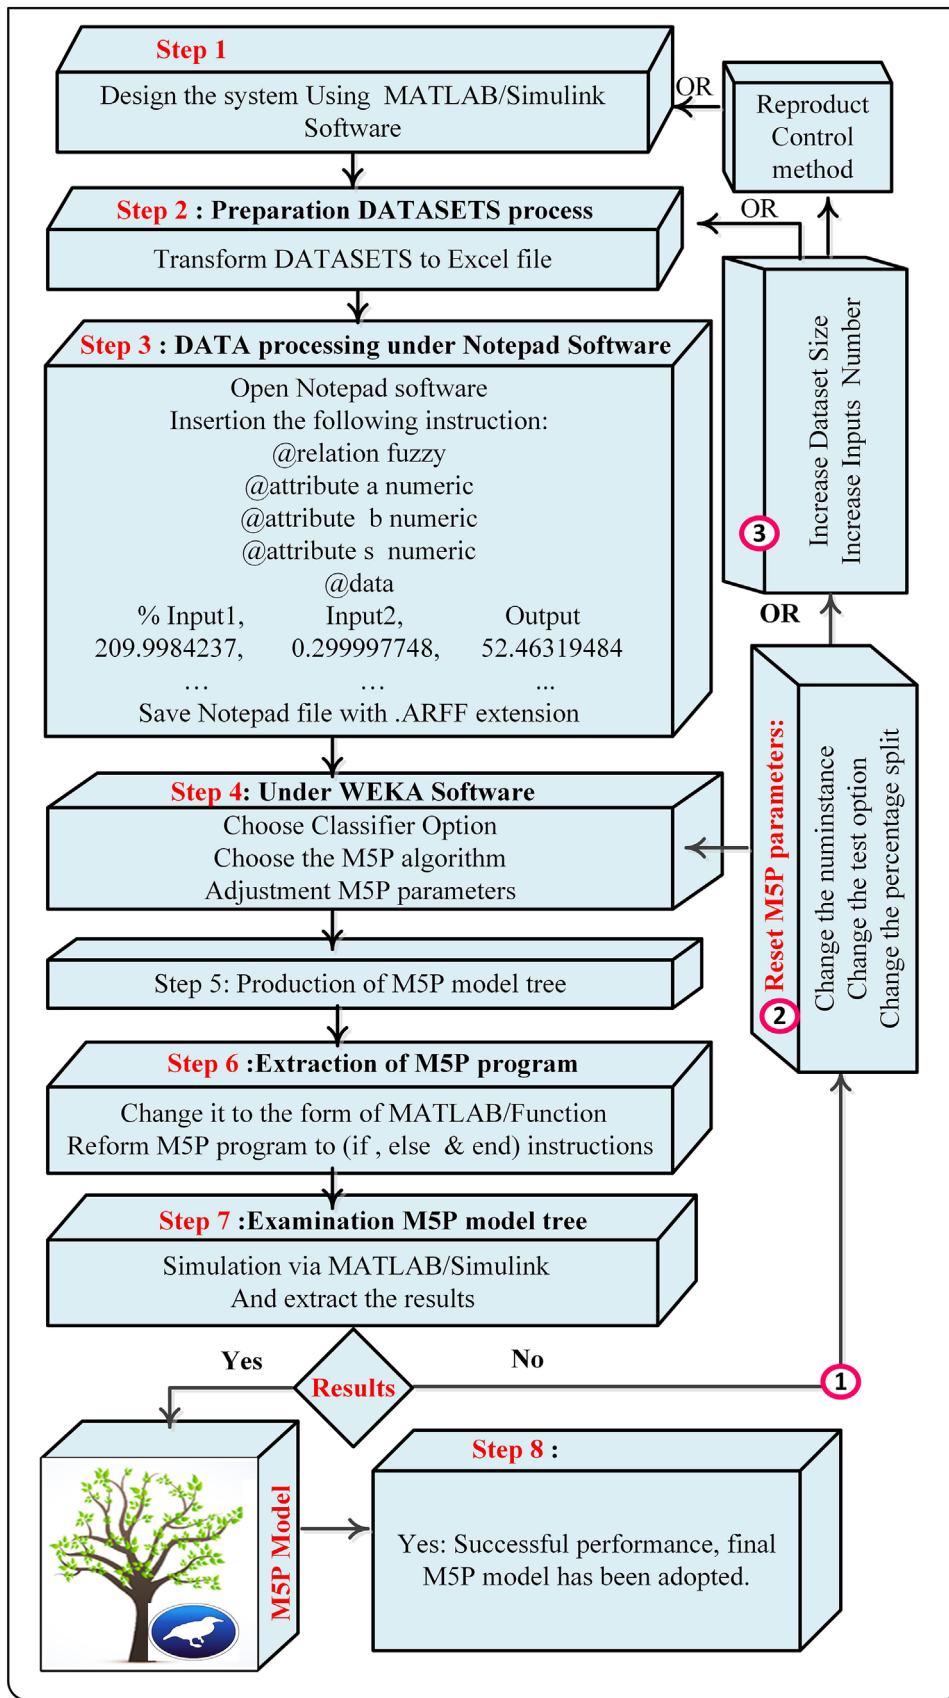 Step 1
Design the system Using MATLAB/Simulink
Software
OR
Reproduct
Control
method
Step 2 : Preparation DATASETS process
OR
Transform DATASETS to Excel file
Step 3 : DATA processing under Notepad Software
Open Notepad software
Insertion the following instruction:
@relation fuzzy
@attribute a numeric
@attribute b numeric
@attribute s numeric
@data
% Input1, Input2, Output
209.9984237, 0.299997748, 52.46319484
... ... ...
Save Notepad file with .ARFF extension
Increase Dataset Size
Increase Inputs Number
3
OR
Step 4: Under WEKA Software
Choose Classifier Option
Choose the M5P algorithm
Adjustment M5P parameters
Reset M5P parameters:
Change the numinstance
Change the test option
Change the percentage split
2
Step 5: Production of M5P model tree
Step 6 :Extraction of M5P program
Change it to the form of MATLAB/Function
Reform M5P program to (if , else & end) instructions
Step 7 :Examination M5P model tree
Simulation via MATLAB/Simulink
And extract the results
Yes
Results
No
1
M5P Model
Step 8 :
Yes: Successful performance, final
M5P model has been adopted.